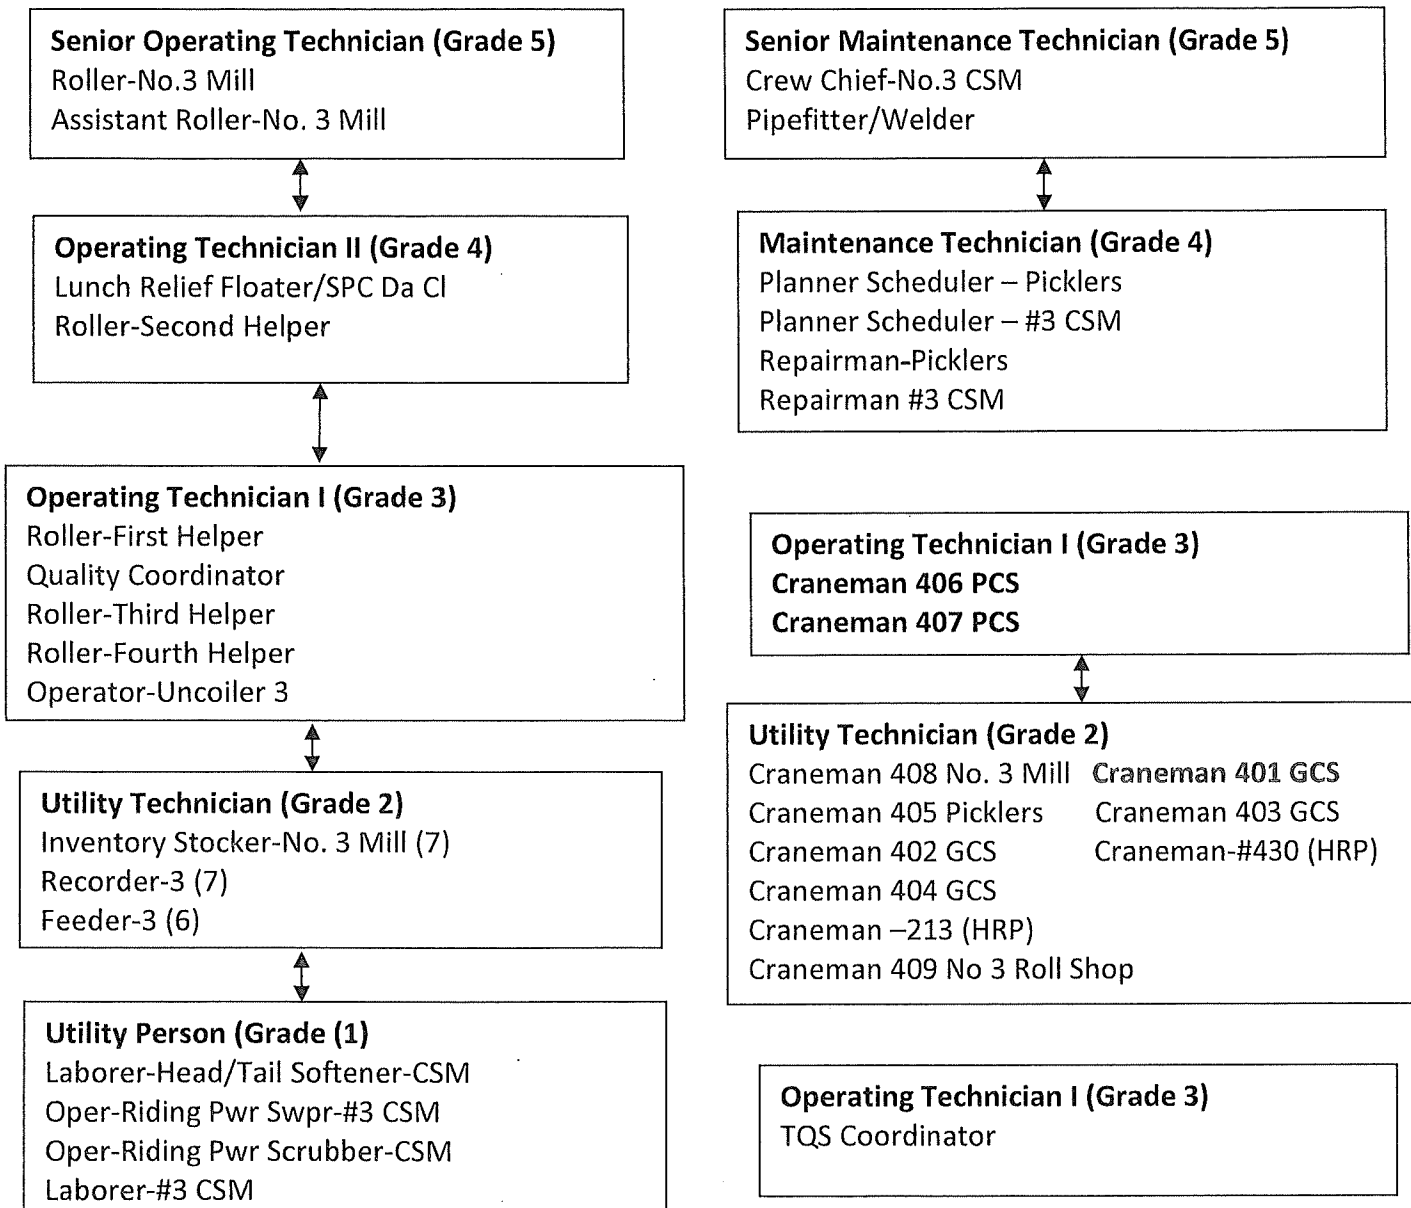 Senior Operating Technician (Grade 5)
Roller-No.3 Mill
Assistant Roller-No. 3 Mill
Operating Technician II (Grade 4)
Lunch Relief Floater/SPC Da Cl
Roller-Second Helper
Operating Technician I (Grade 3)
Roller-First Helper
Quality Coordinator
Roller-Third Helper
Roller-Fourth Helper
Operator-Uncoiler 3
Utility Technician (Grade 2)
Inventory Stocker-No. 3 Mill (7)
Recorder-3 (7)
Feeder-3 (6)
Utility Person (Grade (1)
Laborer-Head/Tail Softener-CSM
Oper-Riding Pwr Swpr-#3 CSM
Oper-Riding Pwr Scrubber-CSM
Laborer-#3 CSM
Senior Maintenance Technician (Grade 5)
Crew Chief-No.3 CSM
Pipefitter/Welder
Maintenance Technician (Grade 4)
Planner Scheduler – Picklers
Planner Scheduler – #3 CSM
Repairman-Picklers
Repairman #3 CSM
Operating Technician I (Grade 3)
Craneman 406 PCS
Craneman 407 PCS
Utility Technician (Grade 2)
Craneman 408 No. 3 Mill Craneman 401 GCS
Craneman 405 Picklers Craneman 403 GCS
Craneman 402 GCS Craneman-#430 (HRP)
Craneman 404 GCS
Craneman –213 (HRP)
Craneman 409 No 3 Roll Shop
Operating Technician I (Grade 3)
TQS Coordinator